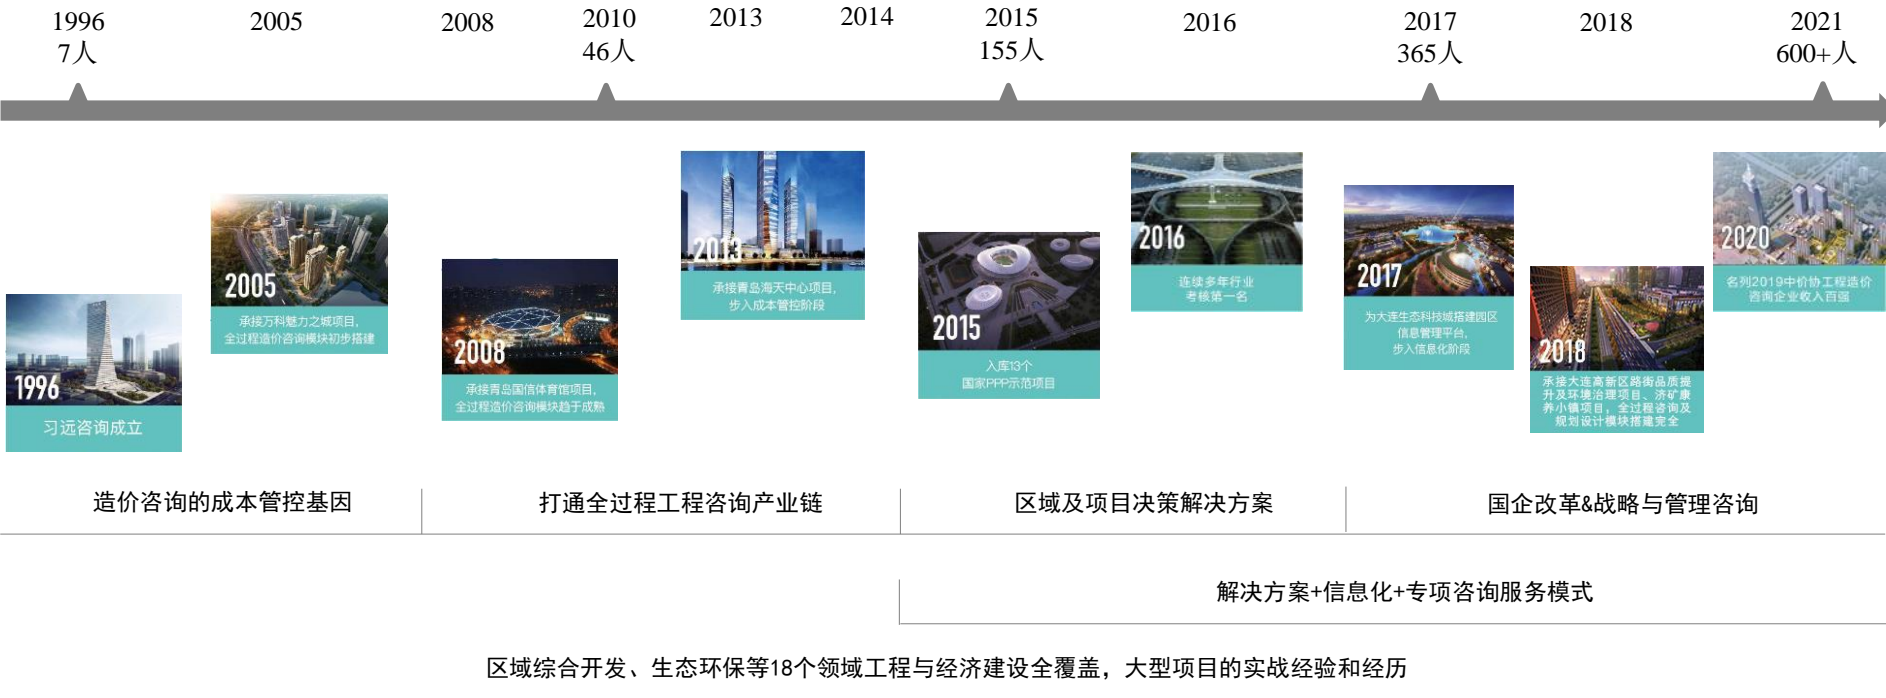 1996
7人
2005
2008
2010
46人
2013
2014
2015
155人
2016
2017
365人
2018
2021
600+人
1996
习远咨询成立
2005
承接万科魅力之城项目，
全过程造价咨询模块初步搭建
2008
承接青岛国信体育馆项目，
全过程造价咨询模块趋于成熟
2013
承接青岛海天中心项目，
步入成本管控阶段
2015
入库13个
国家PPP示范项目
2016
连续多年行业
考核第一名
2017
为大连生态科技城搭建园区
信息管理平台，
步入信息化阶段
2018
承接大连高新区路街品质提
升及环境治理项目、济矿康
养小镇项目，全过程咨询及
规划设计模块搭建完全
2020
名列2019中价协工程造价
咨询企业收入百强
造价咨询的成本管控基因
打通全过程工程咨询产业链
区域及项目决策解决方案
国企改革&战略与管理咨询
解决方案+信息化+专项咨询服务模式
区域综合开发、生态环保等18个领域工程与经济建设全覆盖，大型项目的实战经验和经历